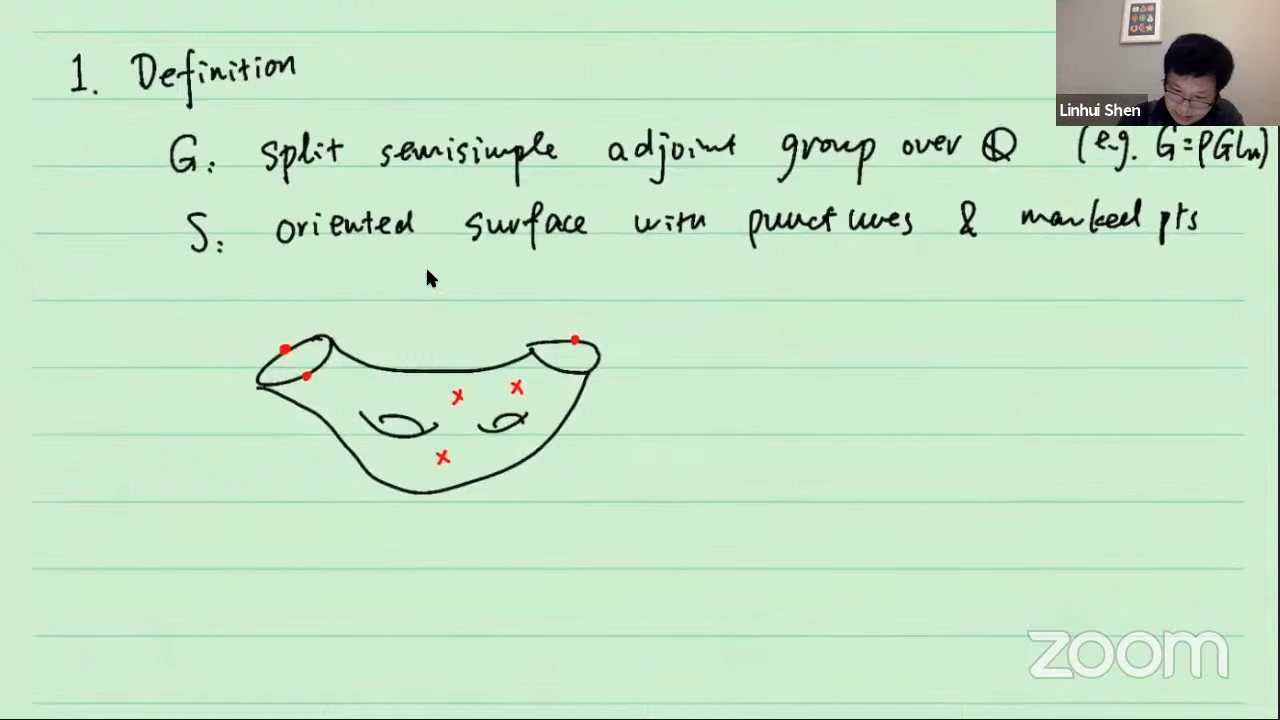 1. Definition
Linhui Shen
G: split semisimple adjoint group over ℚ (e.g. G=PGLn)
S: oriented surface with punctures & marked pts
zoom